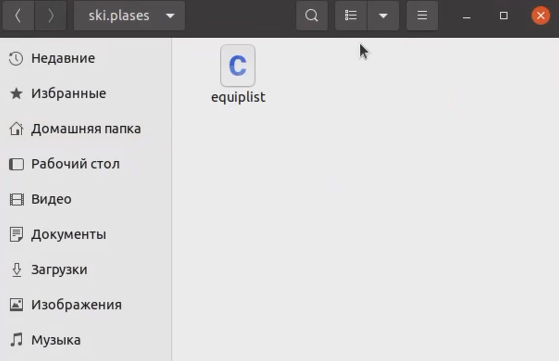 ski.plases
Недавние
Избранные
Домашняя папка
Рабочий стол
Видео
Документы
Загрузки
Изображения
Музыка
C
equiplist